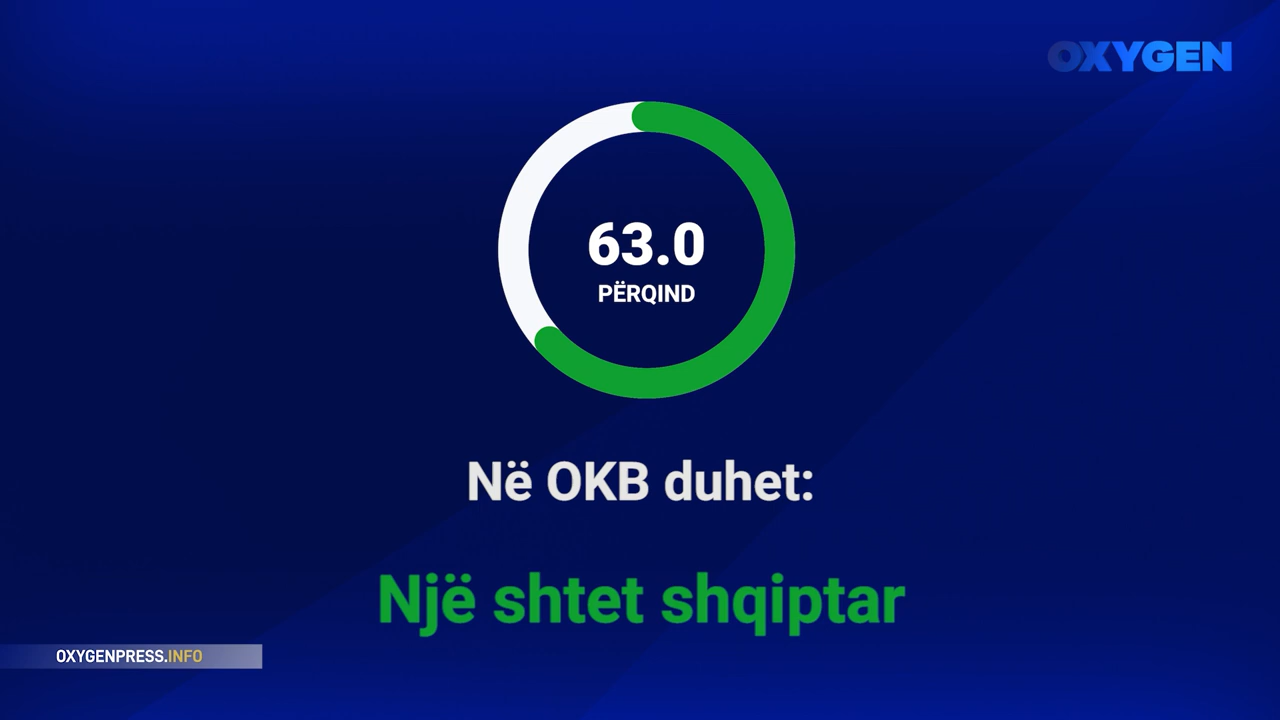 OXYGEN
63.0
PËRQIND
Në OKB duhet:
Një shtet shqiptar
OXYGENPRESS.INFO